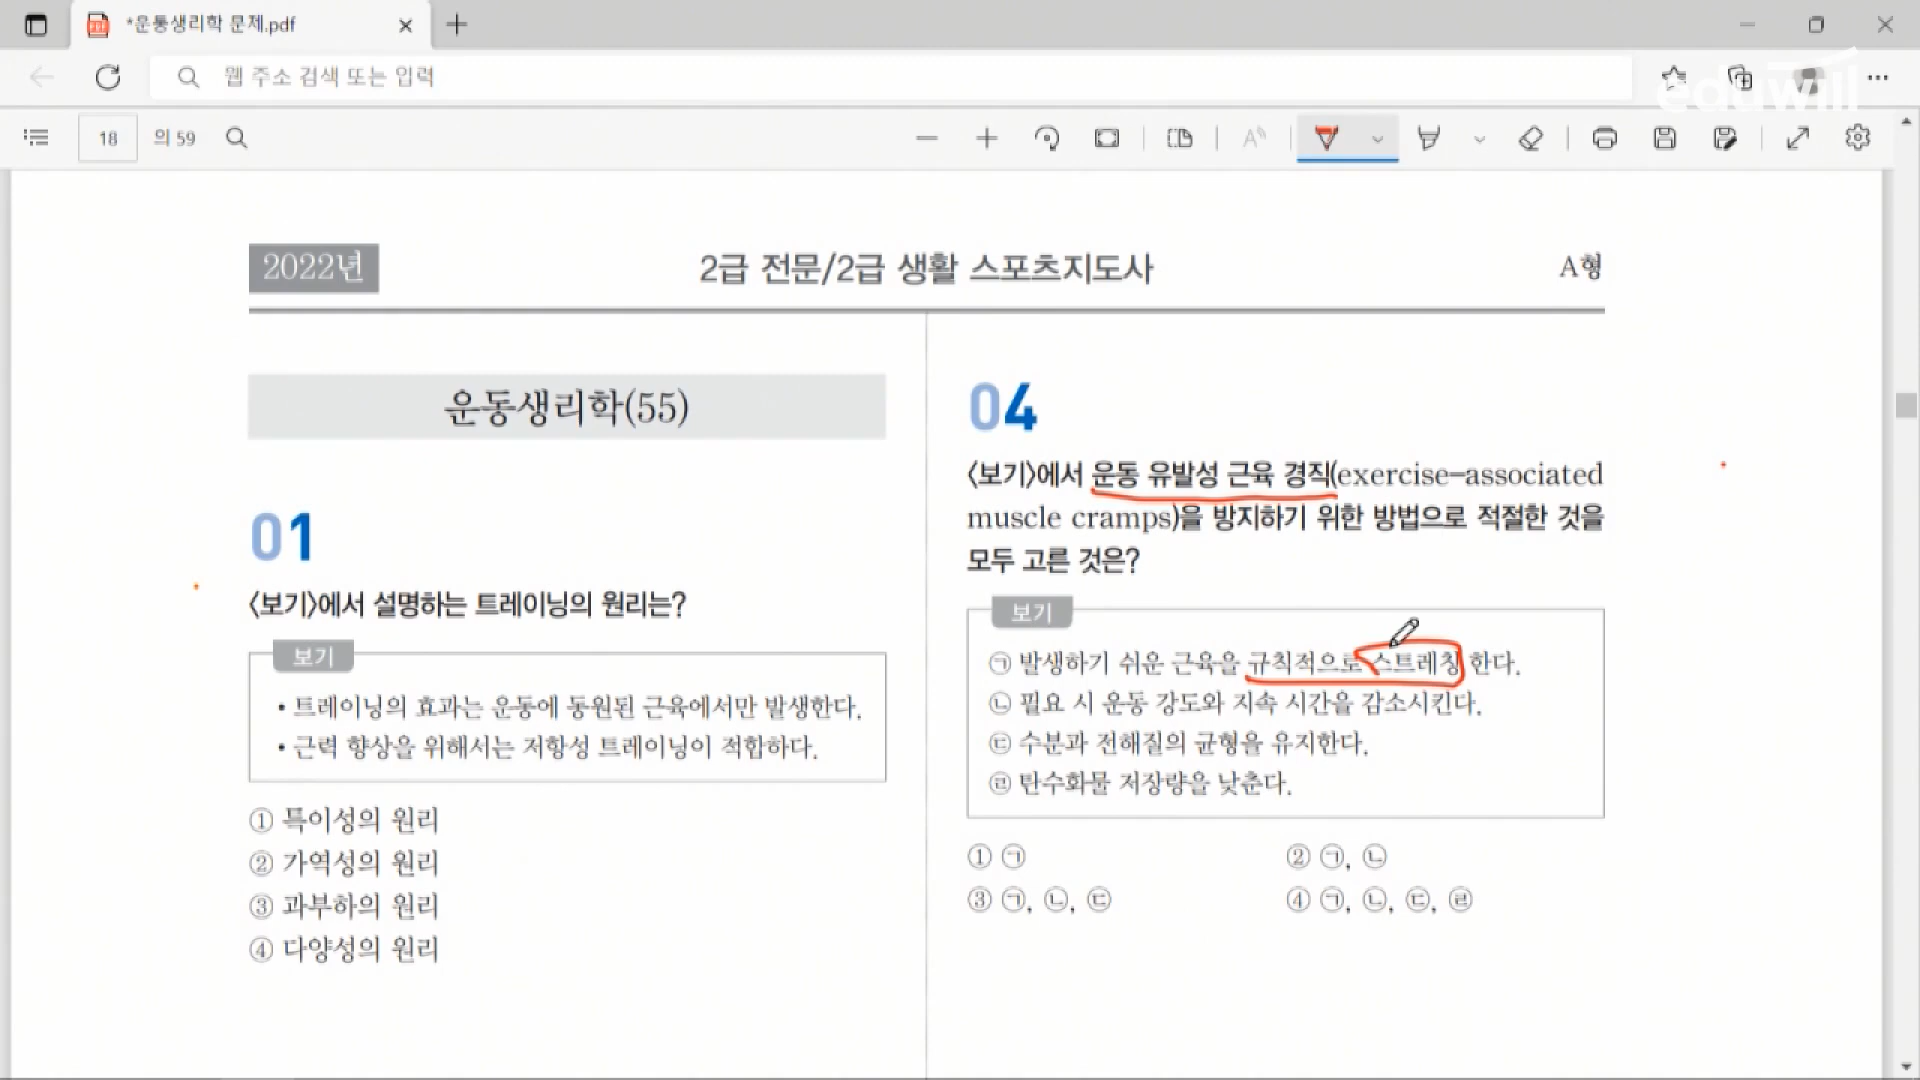 *운동생리학 문제.pdf
웹 주소 검색 또는 입력
eduwill
18 의 59
2022년
2급 전문/2급 생활 스포츠지도사
A형
운동생리학(55)
01
<보기>에서 설명하는 트레이닝의 원리는?
보기
• 트레이닝의 효과는 운동에 동원된 근육에서만 발생한다.
• 근력 향상을 위해서는 저항성 트레이닝이 적합하다.
① 특이성의 원리
② 가역성의 원리
③ 과부하의 원리
④ 다양성의 원리
04
<보기>에서 운동 유발성 근육 경직(exercise-associated
muscle cramps)을 방지하기 위한 방법으로 적절한 것을
모두 고른 것은?
보기
㉠ 발생하기 쉬운 근육을 규칙적으로 스트레칭 한다.
㉡ 필요 시 운동 강도와 지속 시간을 감소시킨다.
㉢ 수분과 전해질의 균형을 유지한다.
㉣ 탄수화물 저장량을 낮춘다.
① ㉠ ② ㉠, ㉡
③ ㉠, ㉡, ㉢ ④ ㉠, ㉡, ㉢, ㉣